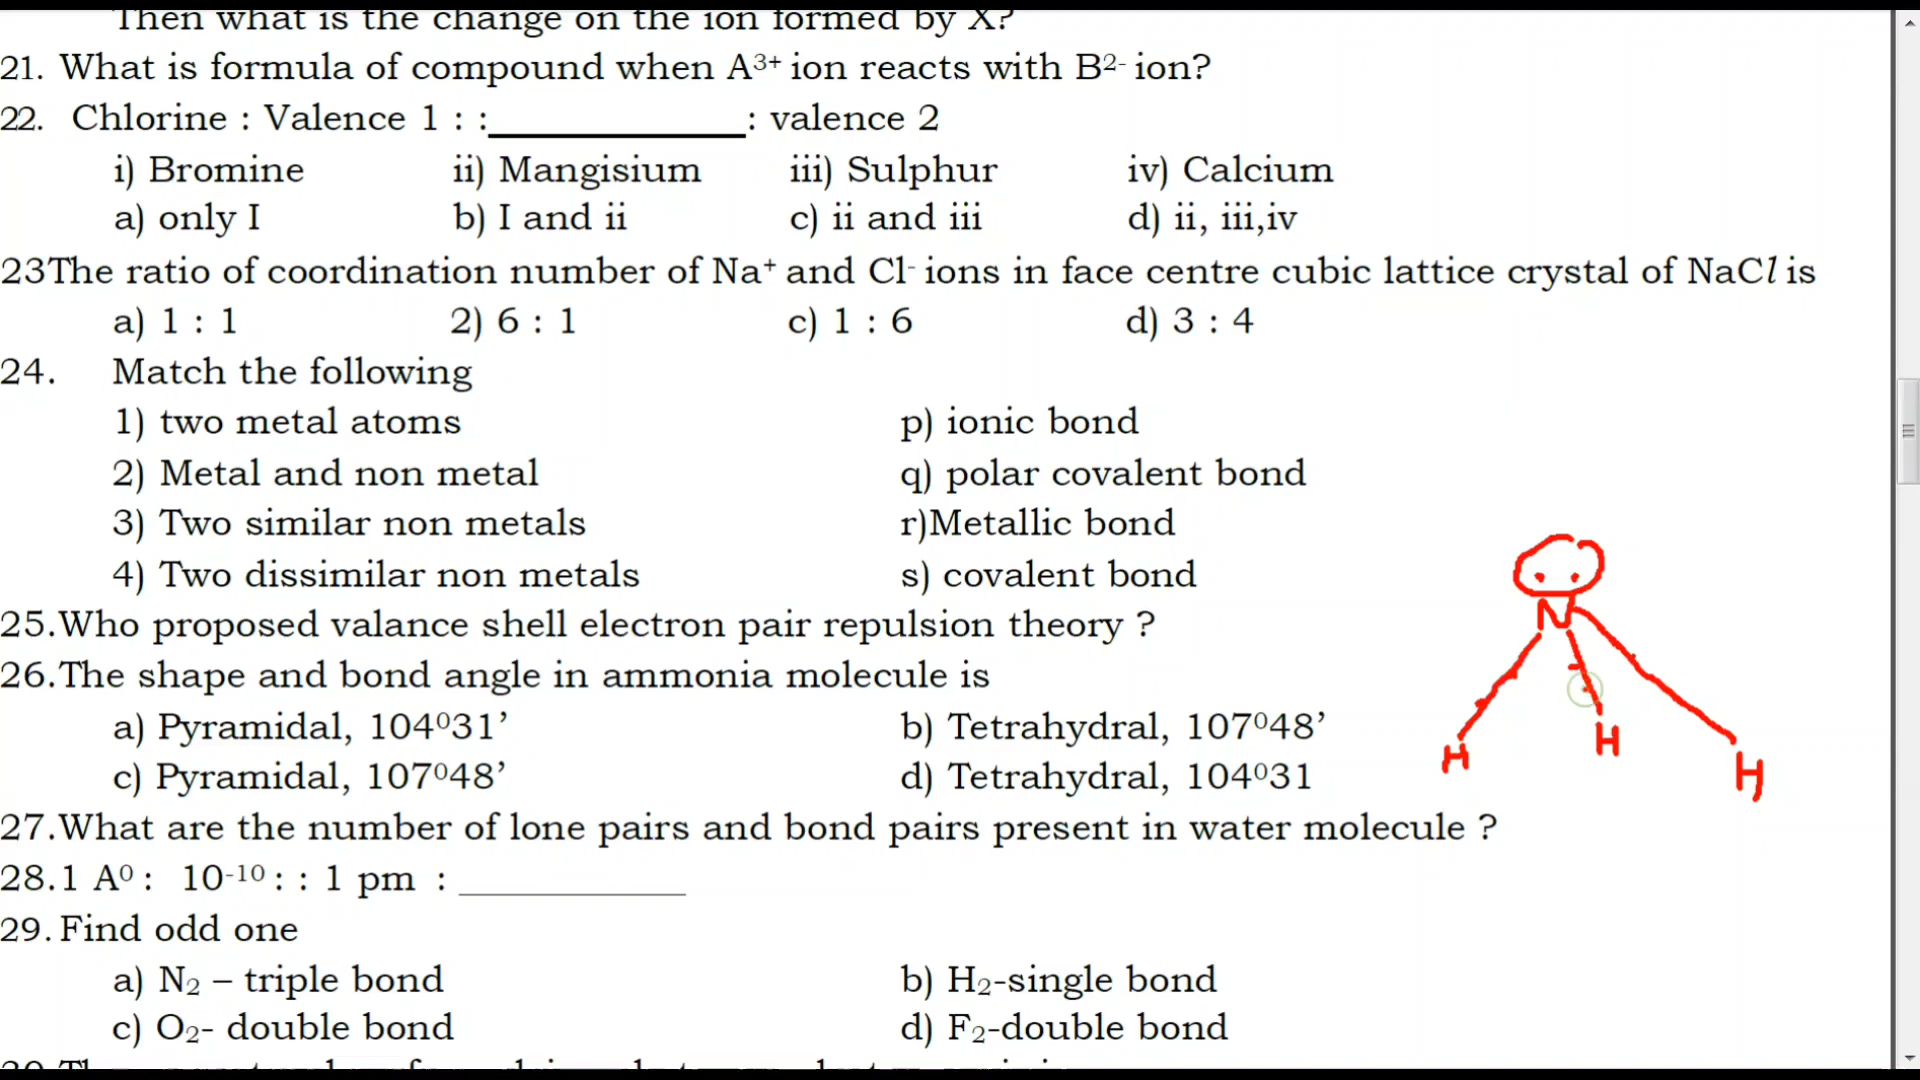 Then what is the change on the ion formed by X?
21. What is formula of compound when A³⁺ ion reacts with B²⁻ ion?
22. Chlorine : Valence 1 : :____________: valence 2
i) Bromine ii) Mangisium iii) Sulphur iv) Calcium
a) only I b) I and ii c) ii and iii d) ii, iii,iv
23The ratio of coordination number of Na⁺ and Cl⁻ ions in face centre cubic lattice crystal of NaCl is
a) 1 : 1 2) 6 : 1 c) 1 : 6 d) 3 : 4
24. Match the following
1) two metal atoms p) ionic bond
2) Metal and non metal q) polar covalent bond
3) Two similar non metals r)Metallic bond
4) Two dissimilar non metals s) covalent bond
25.Who proposed valance shell electron pair repulsion theory ?
26.The shape and bond angle in ammonia molecule is
a) Pyramidal, 104⁰31’ b) Tetrahydral, 107⁰48’
c) Pyramidal, 107⁰48’ d) Tetrahydral, 104⁰31
N
H H H
27.What are the number of lone pairs and bond pairs present in water molecule ?
28.1 A⁰ : 10⁻¹⁰ : : 1 pm : ___________
29. Find odd one
a) N₂ – triple bond b) H₂-single bond
c) O₂- double bond d) F₂-double bond